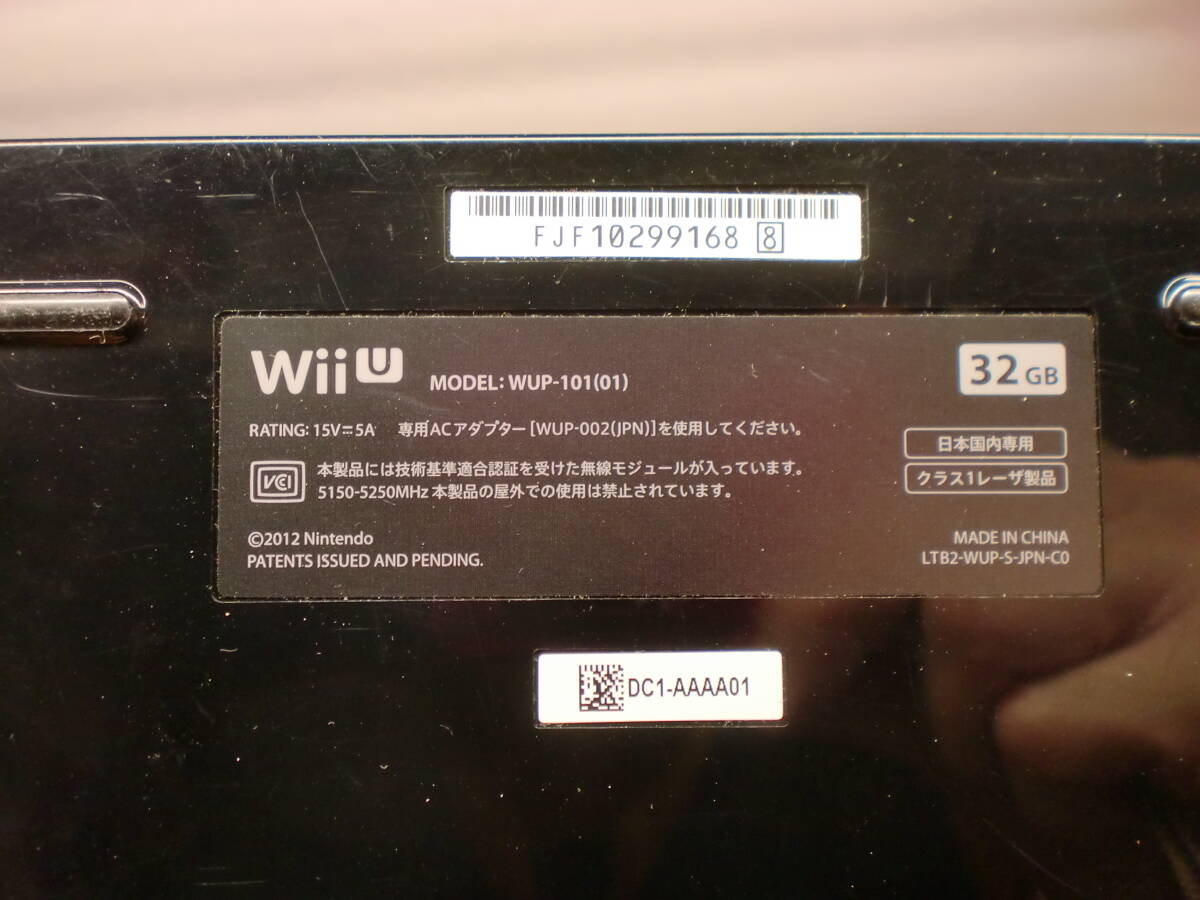 FJF10299168 8
Wii U MODEL: WUP-101(01) 32 GB
RATING: 15V⎓5A 専用ACアダプター[WUP-002(JPN)]を使用してください。
日本国内専用
VCI 本製品には技術基準適合認証を受けた無線モジュールが入っています。
5150-5250MHz 本製品の屋外での使用は禁止されています。
クラス1レーザ製品
©2012 Nintendo
PATENTS ISSUED AND PENDING.
MADE IN CHINA
LTB2-WUP-S-JPN-C0
DC1-AAAA01